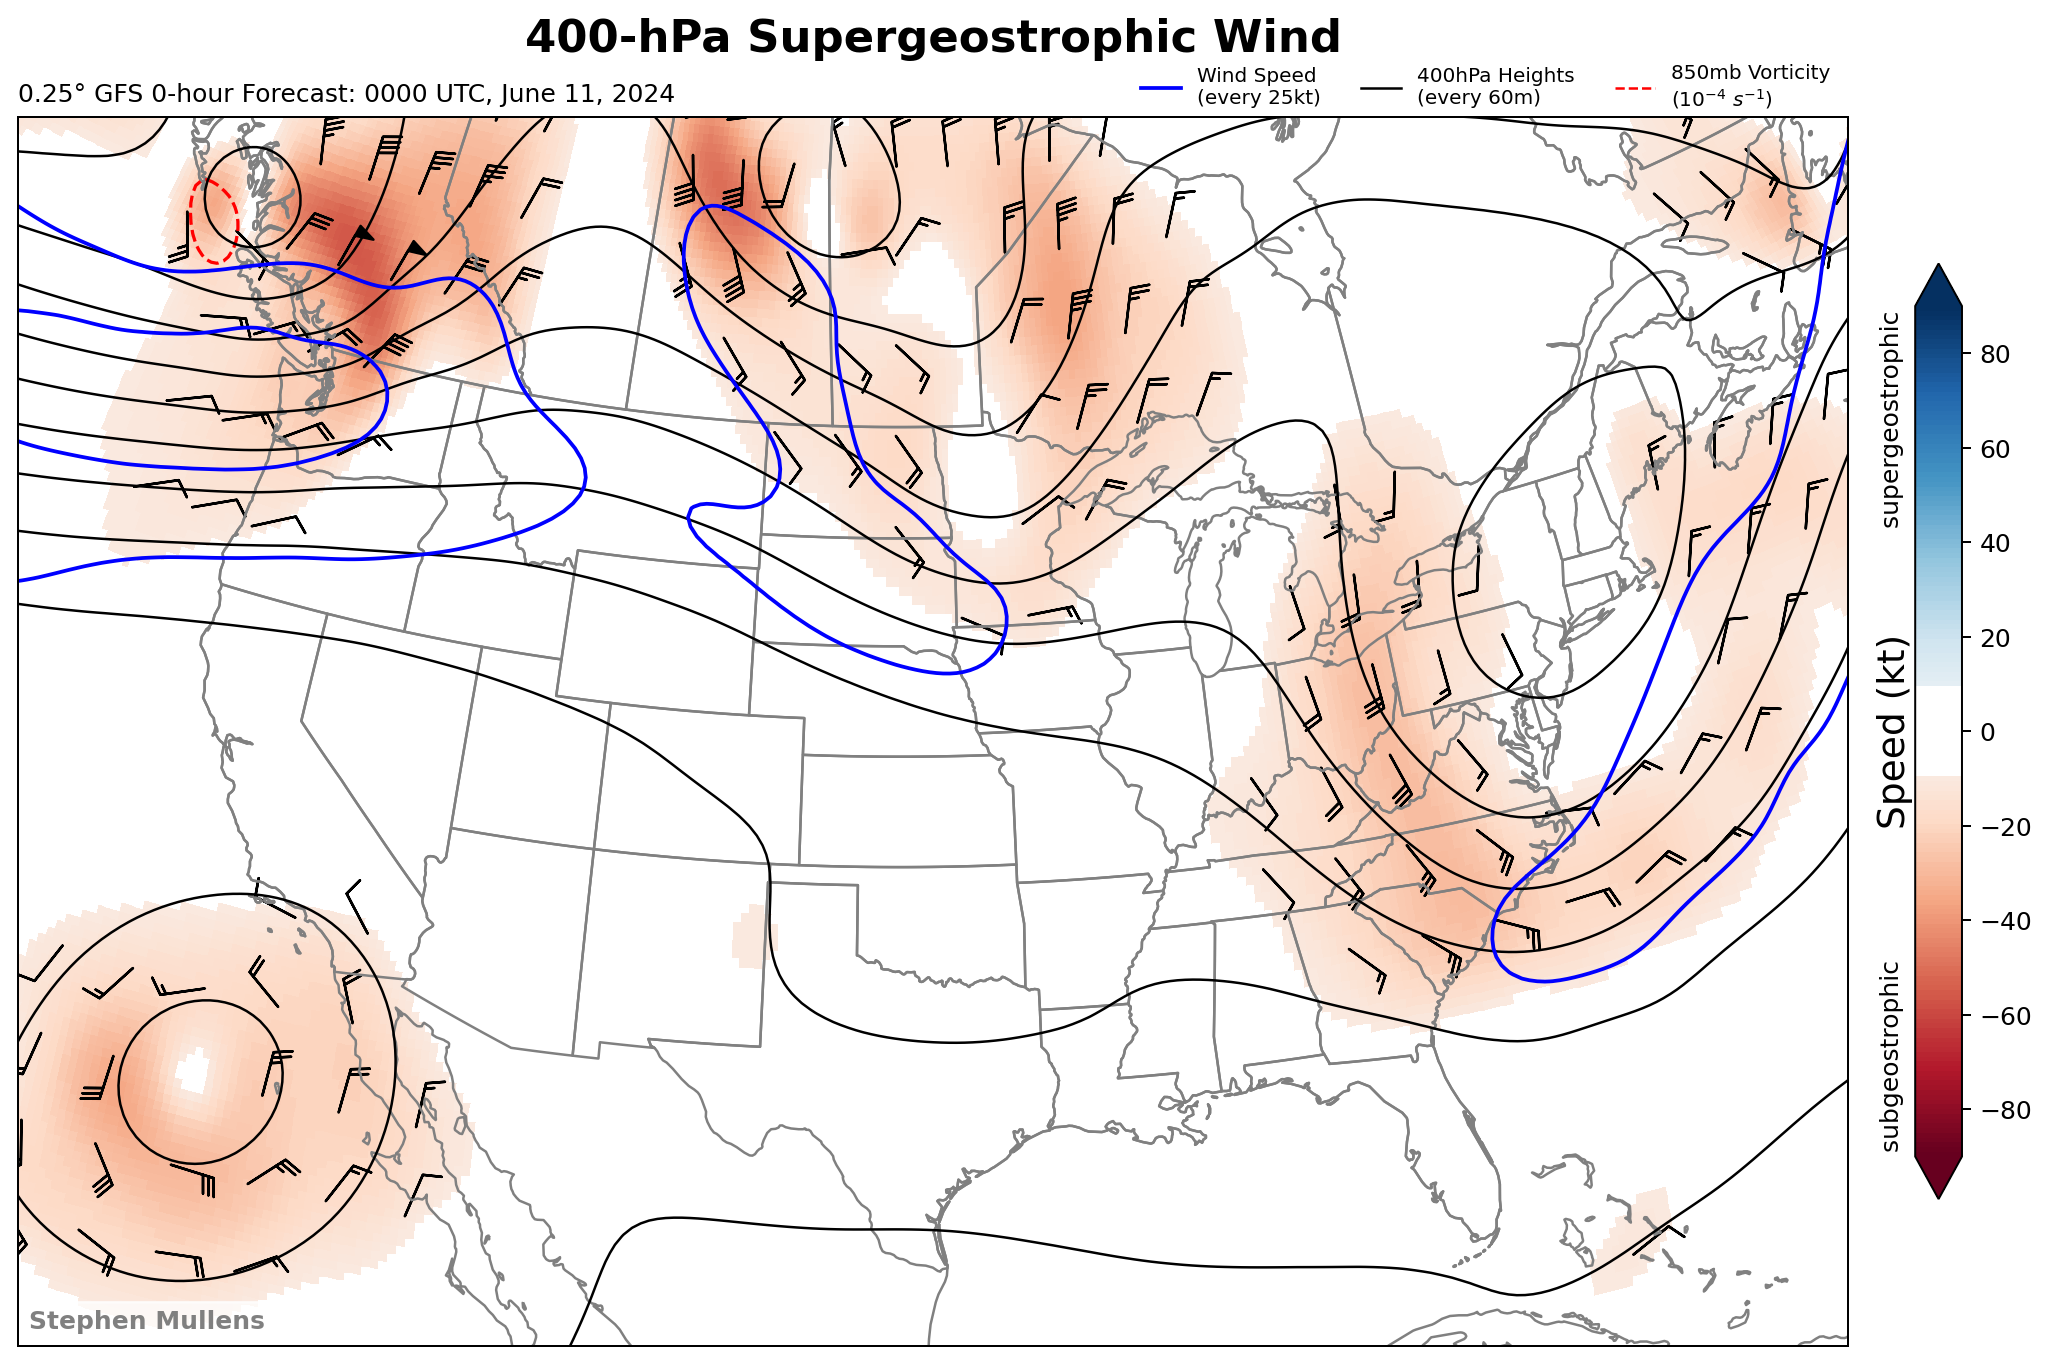 400-hPa Supergeostrophic Wind
0.25° GFS 0-hour Forecast: 0000 UTC, June 11, 2024
Wind Speed
(every 25kt)
400hPa Heights
(every 60m)
850mb Vorticity
(10⁻⁴ s⁻¹)
supergeostrophic
Speed (kt)
subgeostrophic
80
60
40
20
0
−20
−40
−60
−80
Stephen Mullens